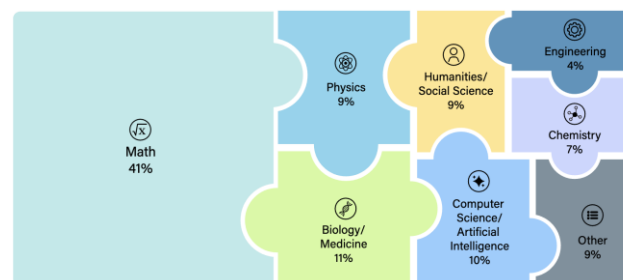 √x
Math
41%
Physics
9%
Humanities/
Social Science
9%
Engineering
4%
Chemistry
7%
Biology/
Medicine
11%
Computer
Science/
Artificial
Intelligence
10%
Other
9%